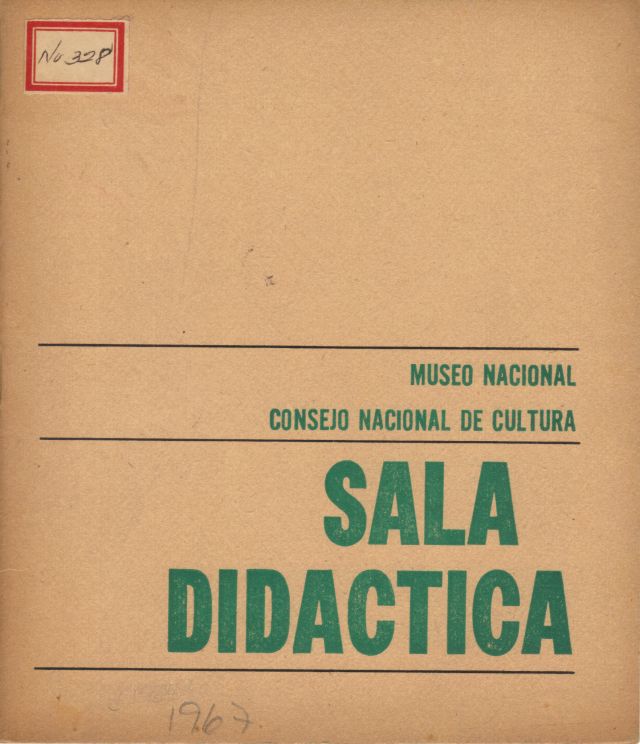 No 328
MUSEO NACIONAL
CONSEJO NACIONAL DE CULTURA
SALA
DIDACTICA
1967